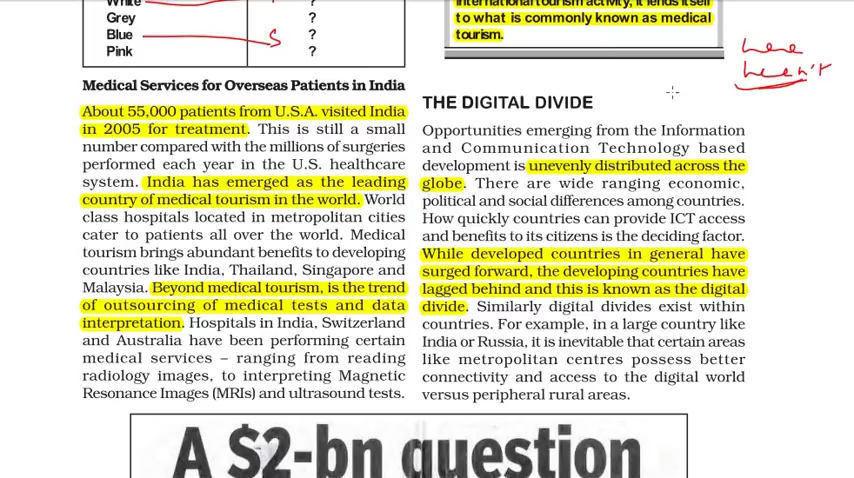 White ?
Grey ?
Blue S ?
Pink ?
international tourism activity, it lends itself
to what is commonly known as medical
tourism.
have
haven't
Medical Services for Overseas Patients in India
About 55,000 patients from U.S.A. visited India
in 2005 for treatment. This is still a small
number compared with the millions of surgeries
performed each year in the U.S. healthcare
system. India has emerged as the leading
country of medical tourism in the world. World
class hospitals located in metropolitan cities
cater to patients all over the world. Medical
tourism brings abundant benefits to developing
countries like India, Thailand, Singapore and
Malaysia. Beyond medical tourism, is the trend
of outsourcing of medical tests and data
interpretation. Hospitals in India, Switzerland
and Australia have been performing certain
medical services – ranging from reading
radiology images, to interpreting Magnetic
Resonance Images (MRIs) and ultrasound tests.
THE DIGITAL DIVIDE
Opportunities emerging from the Information
and Communication Technology based
development is unevenly distributed across the
globe. There are wide ranging economic,
political and social differences among countries.
How quickly countries can provide ICT access
and benefits to its citizens is the deciding factor.
While developed countries in general have
surged forward, the developing countries have
lagged behind and this is known as the digital
divide. Similarly digital divides exist within
countries. For example, in a large country like
India or Russia, it is inevitable that certain areas
like metropolitan centres possess better
connectivity and access to the digital world
versus peripheral rural areas.
A $2-bn question